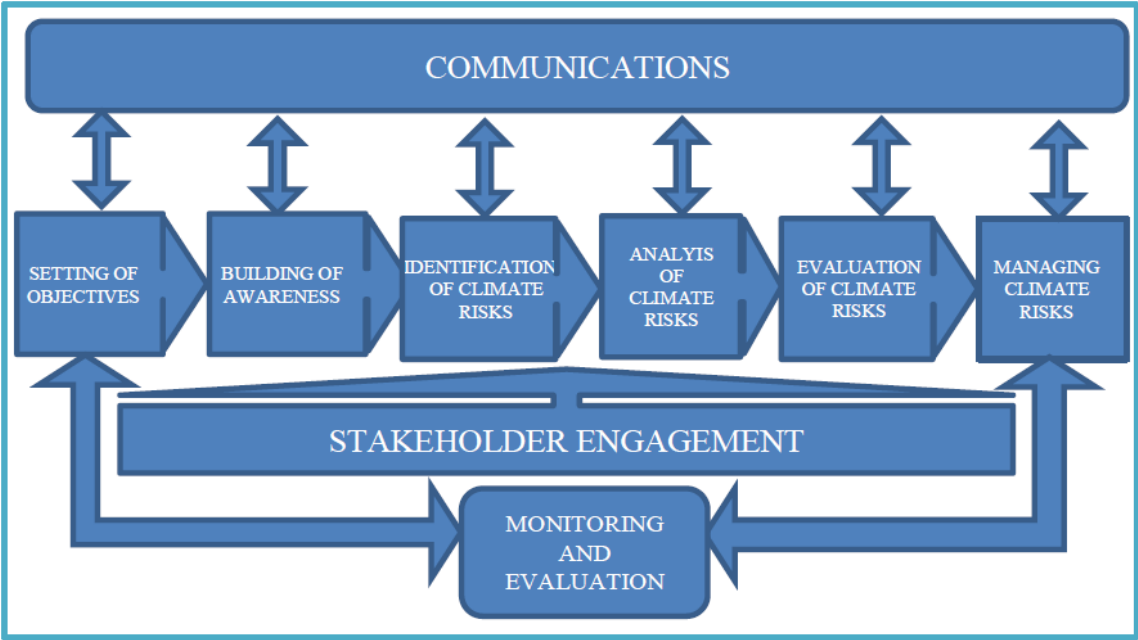 COMMUNICATIONS
SETTING OF
OBJECTIVES
BUILDING OF
AWARENESS
IDENTIFICATION
OF CLIMATE
RISKS
ANALYIS
OF
CLIMATE
RISKS
EVALUATION
OF CLIMATE
RISKS
MANAGING
CLIMATE
RISKS
STAKEHOLDER ENGAGEMENT
MONITORING
AND
EVALUATION